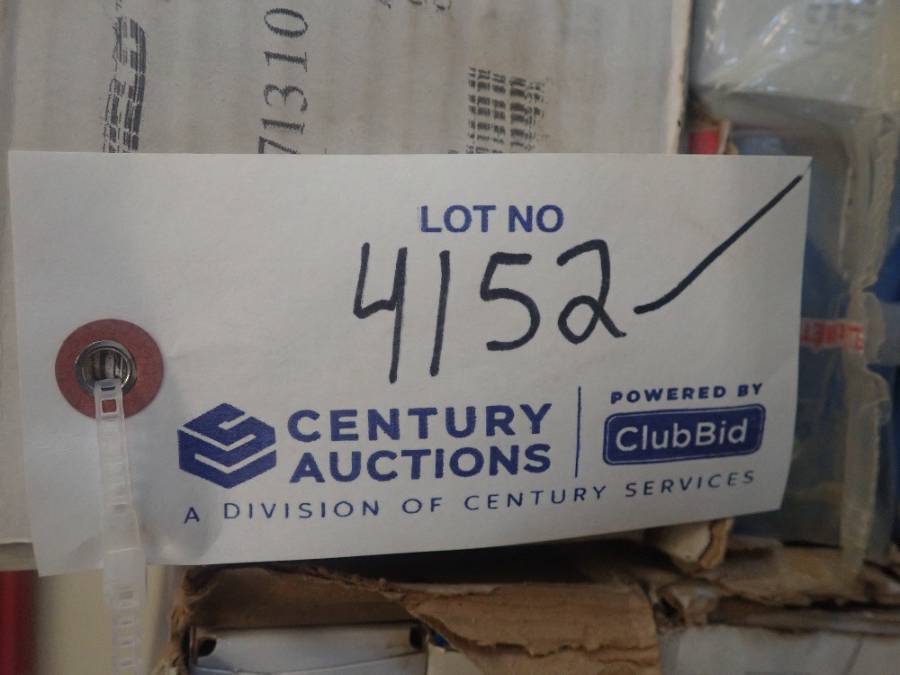 71310
LOT NO
4152
CENTURY
AUCTIONS
POWERED BY
ClubBid
A DIVISION OF CENTURY SERVICES